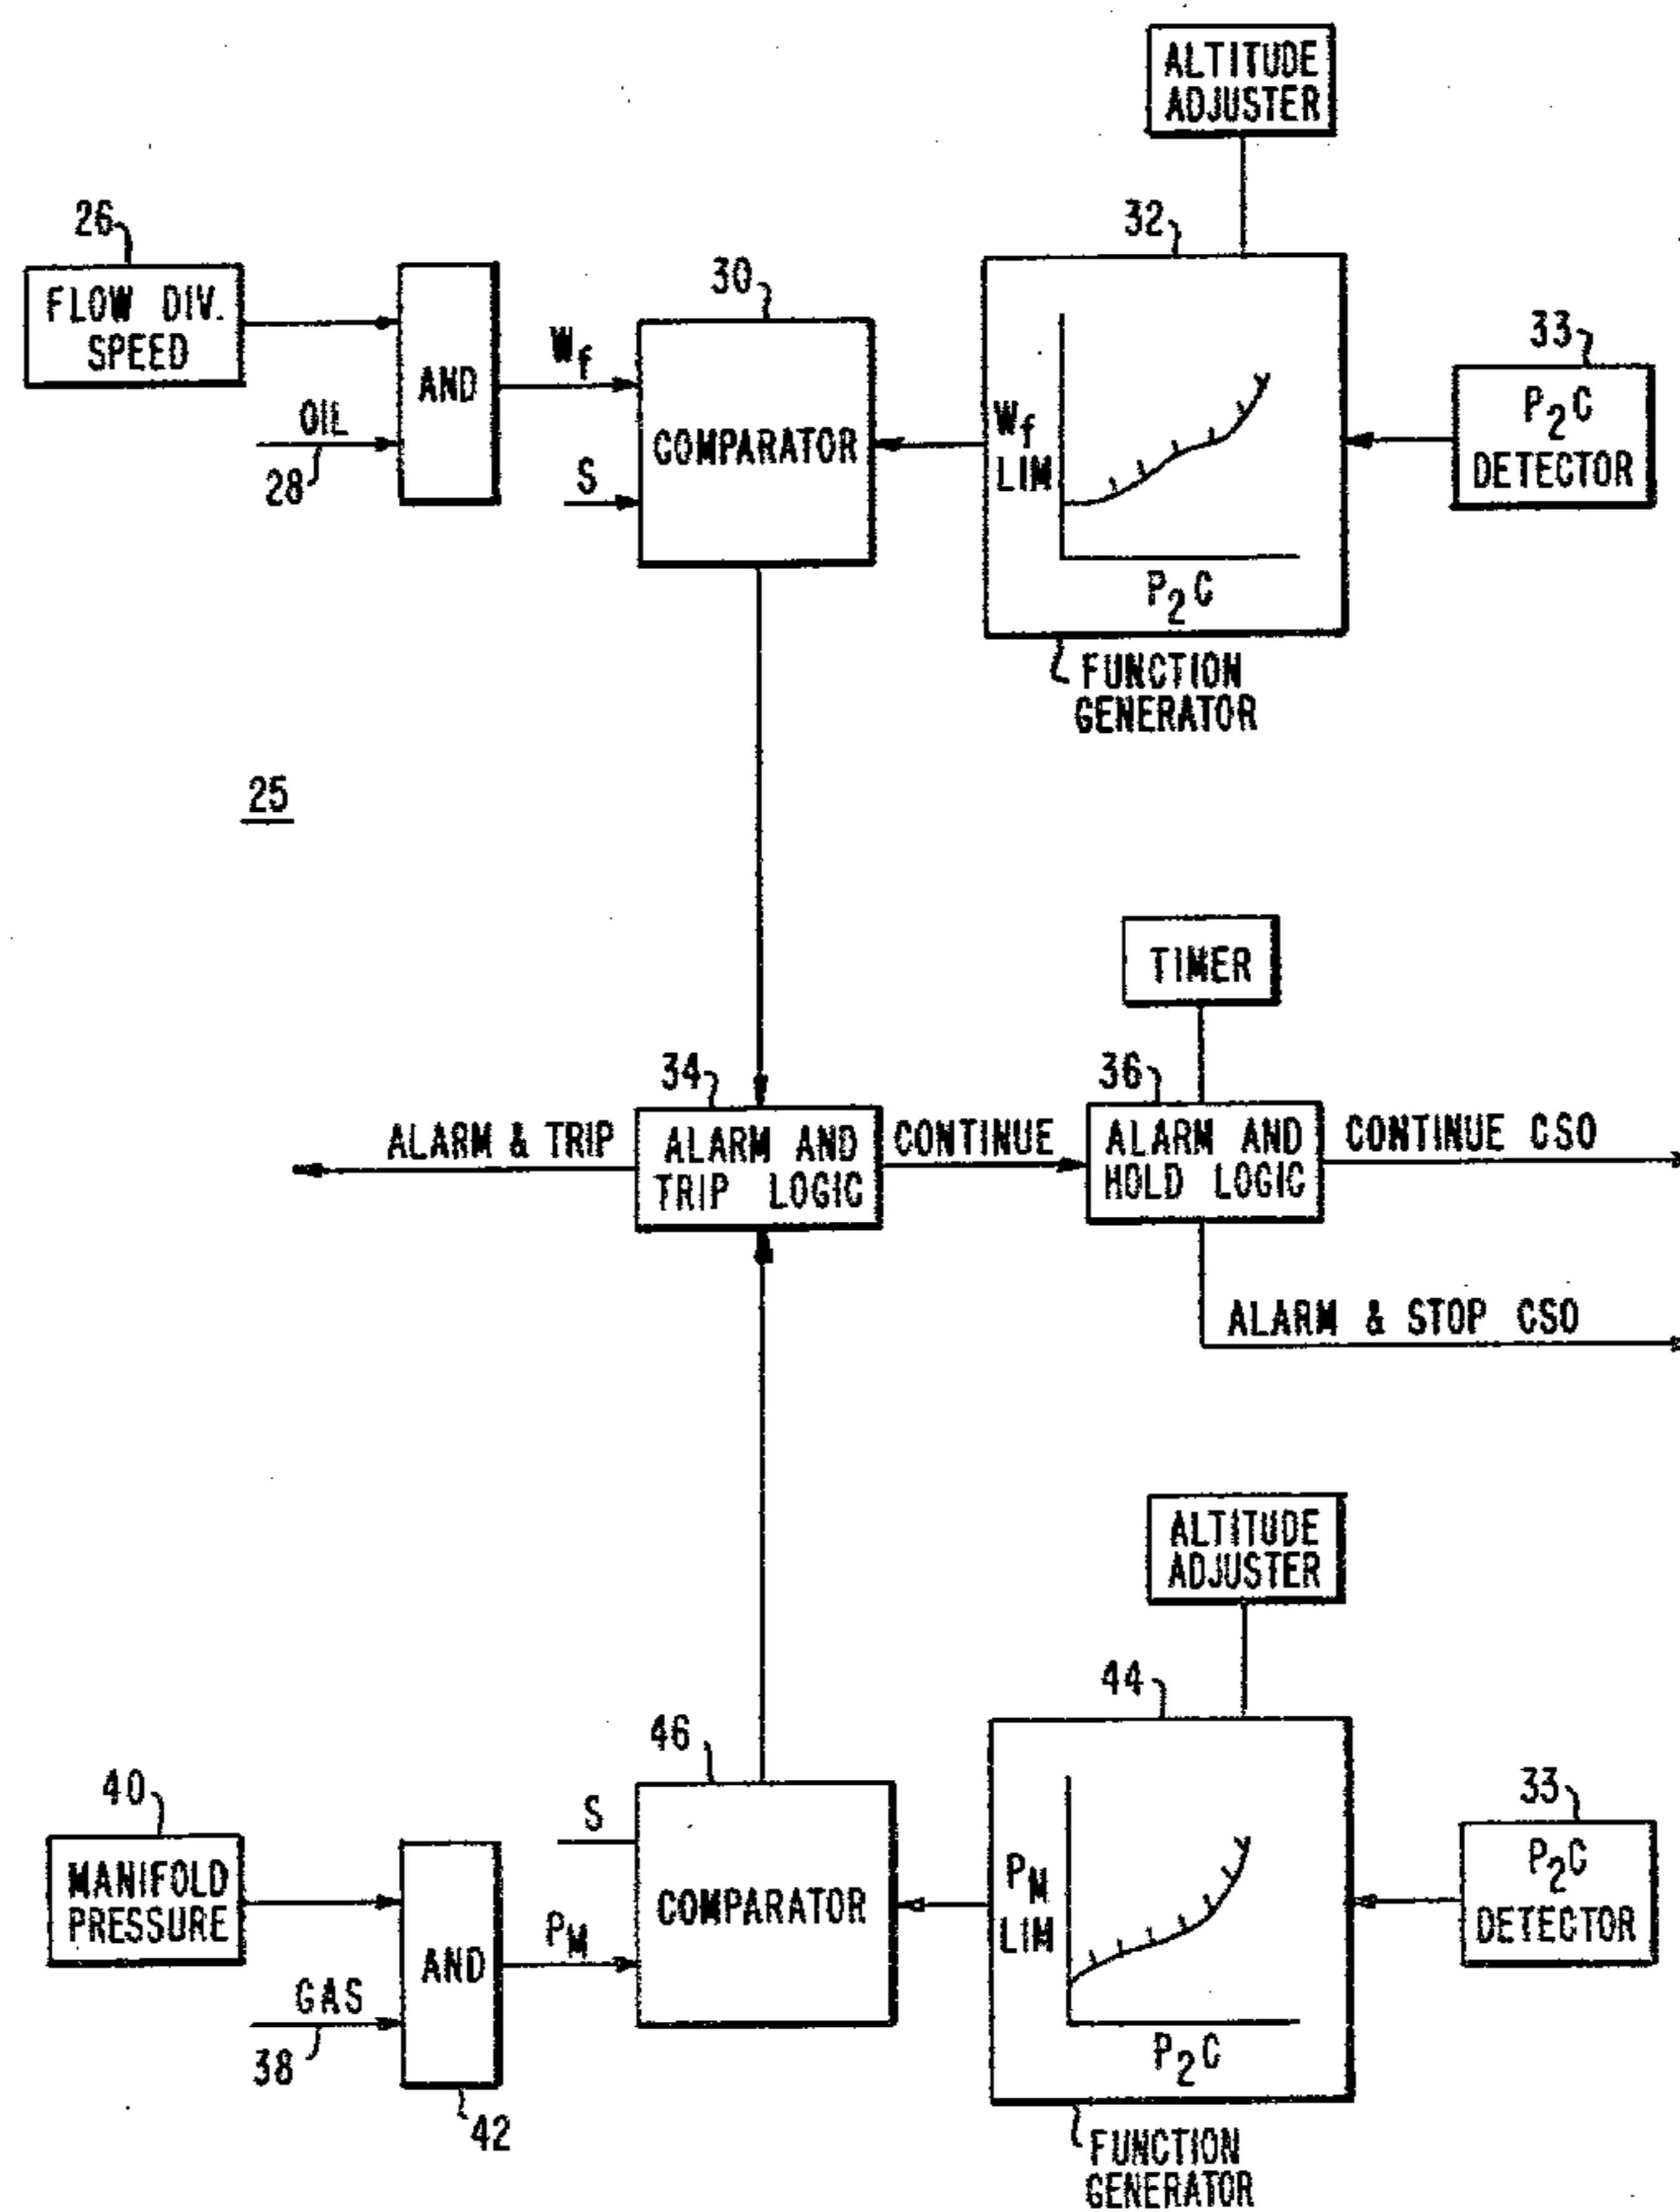 ALTITUDE
ADJUSTER
26
FLOW DIV.
SPEED
OIL
28
AND
Wf
S
30
COMPARATOR
32
Wf
LIM
P2C
FUNCTION
GENERATOR
33
P2C
DETECTOR
25
TIMER
ALARM & TRIP
34
ALARM AND
TRIP LOGIC
CONTINUE
36
ALARM AND
HOLD LOGIC
CONTINUE CSO
ALARM & STOP CSO
ALTITUDE
ADJUSTER
40
MANIFOLD
PRESSURE
GAS
38
AND
42
S
PM
46
COMPARATOR
44
PM
LIM
P2C
FUNCTION
GENERATOR
33
P2C
DETECTOR